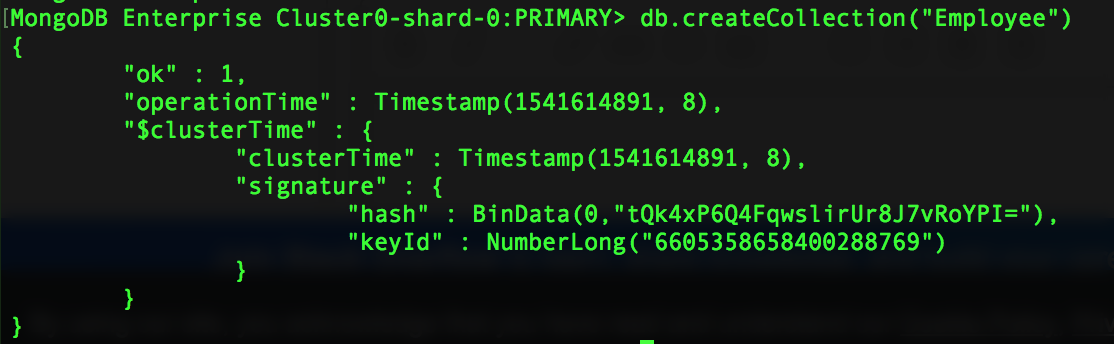 [MongoDB Enterprise Cluster0-shard-0:PRIMARY> db.createCollection("Employee")
{
"ok" : 1,
"operationTime" : Timestamp(1541614891, 8),
"$clusterTime" : {
"clusterTime" : Timestamp(1541614891, 8),
"signature" : {
"hash" : BinData(0,"tQk4xP6Q4FqwslirUr8J7vRoYPI="),
"keyId" : NumberLong("6605358658400288769")
}
}
}